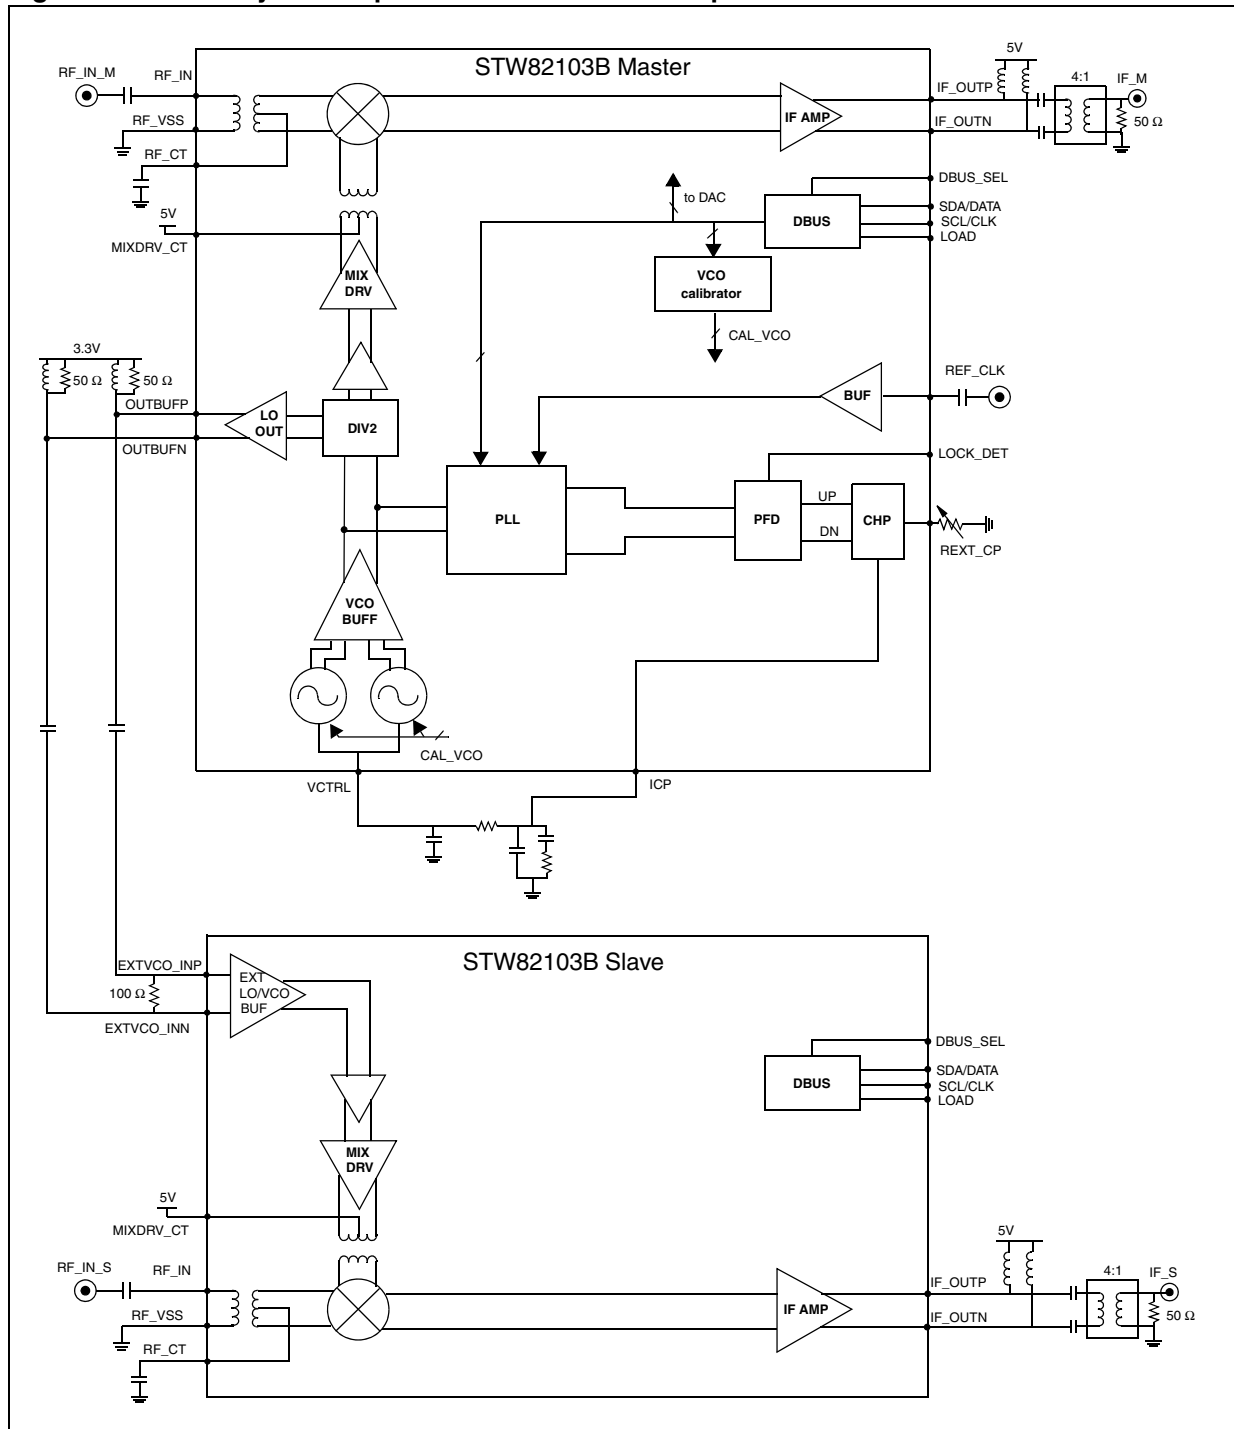 STW82103B Master
RF_IN_M
RF_IN
RF_VSS
RF_CT
5V
MIXDRV_CT
MIX
DRV
IF AMP
IF_OUTP
IF_OUTN
5V
4:1
IF_M
50 Ω
to DAC
DBUS
DBUS_SEL
SDA/DATA
SCL/CLK
LOAD
VCO
calibrator
CAL_VCO
3.3V
50 Ω
50 Ω
OUTBUFP
OUTBUFN
LO
OUT
DIV2
BUF
REF_CLK
LOCK_DET
PLL
PFD
UP
DN
CHP
REXT_CP
VCO
BUFF
CAL_VCO
VCTRL
ICP
STW82103B Slave
EXTVCO_INP
100 Ω
EXTVCO_INN
EXT
LO/VCO
BUF
DBUS
DBUS_SEL
SDA/DATA
SCL/CLK
LOAD
MIX
DRV
5V
MIXDRV_CT
RF_IN_S
RF_IN
RF_VSS
RF_CT
IF AMP
IF_OUTP
IF_OUTN
5V
4:1
IF_S
50 Ω